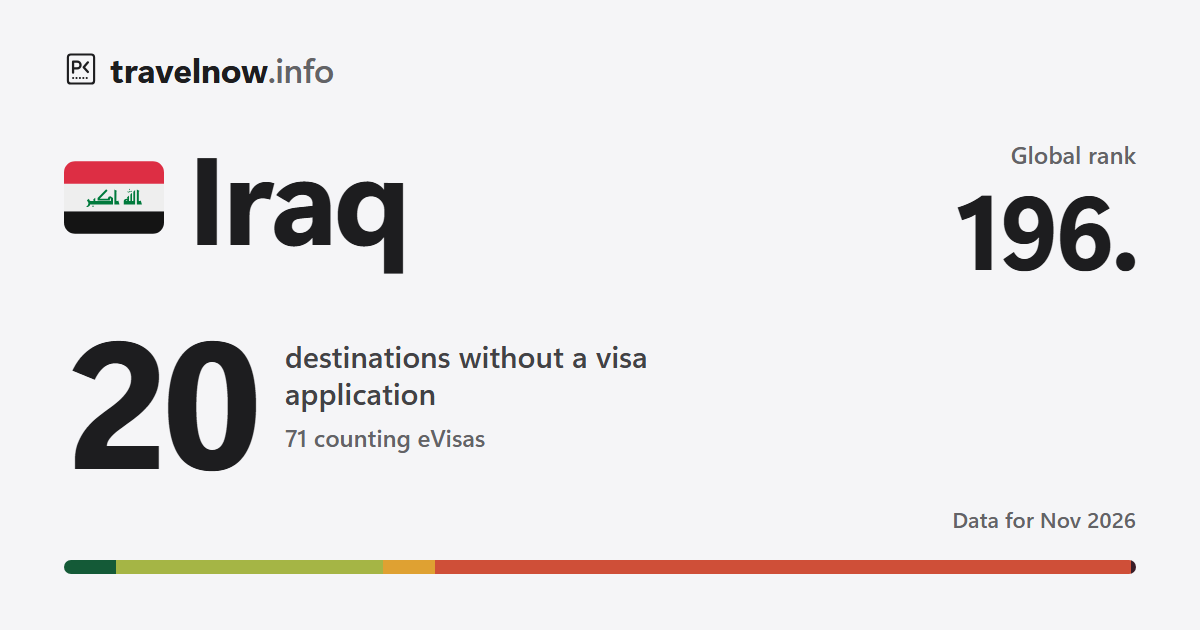 travelnow.info
Iraq
Global rank
196.
20
destinations without a visa
application
71 counting eVisas
Data for Nov 2026